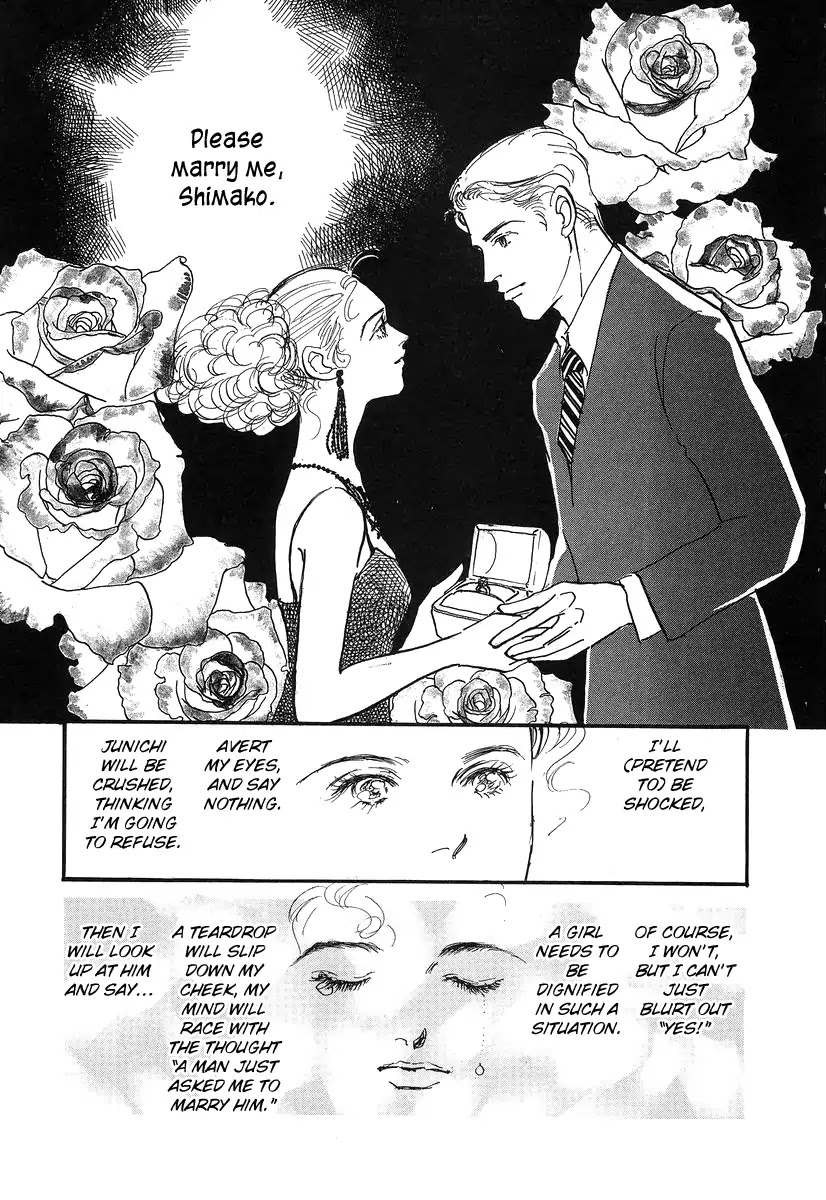 Please
marry me,
Shimako.
I'LL
(PRETEND
TO) BE
SHOCKED,
AVERT
MY EYES,
AND SAY
NOTHING.
JUNICHI
WILL BE
CRUSHED,
THINKING
I'M GOING
TO REFUSE.
OF COURSE,
I WON'T,
BUT I CAN'T
JUST
BLURT OUT
"YES!"
A GIRL
NEEDS TO
BE
DIGNIFIED
IN SUCH A
SITUATION.
A TEARDROP
WILL SLIP
DOWN MY
CHEEK, MY
MIND WILL
RACE WITH
THE THOUGHT
"A MAN JUST
ASKED ME TO
MARRY HIM."
THEN I
WILL LOOK
UP AT HIM
AND SAY...